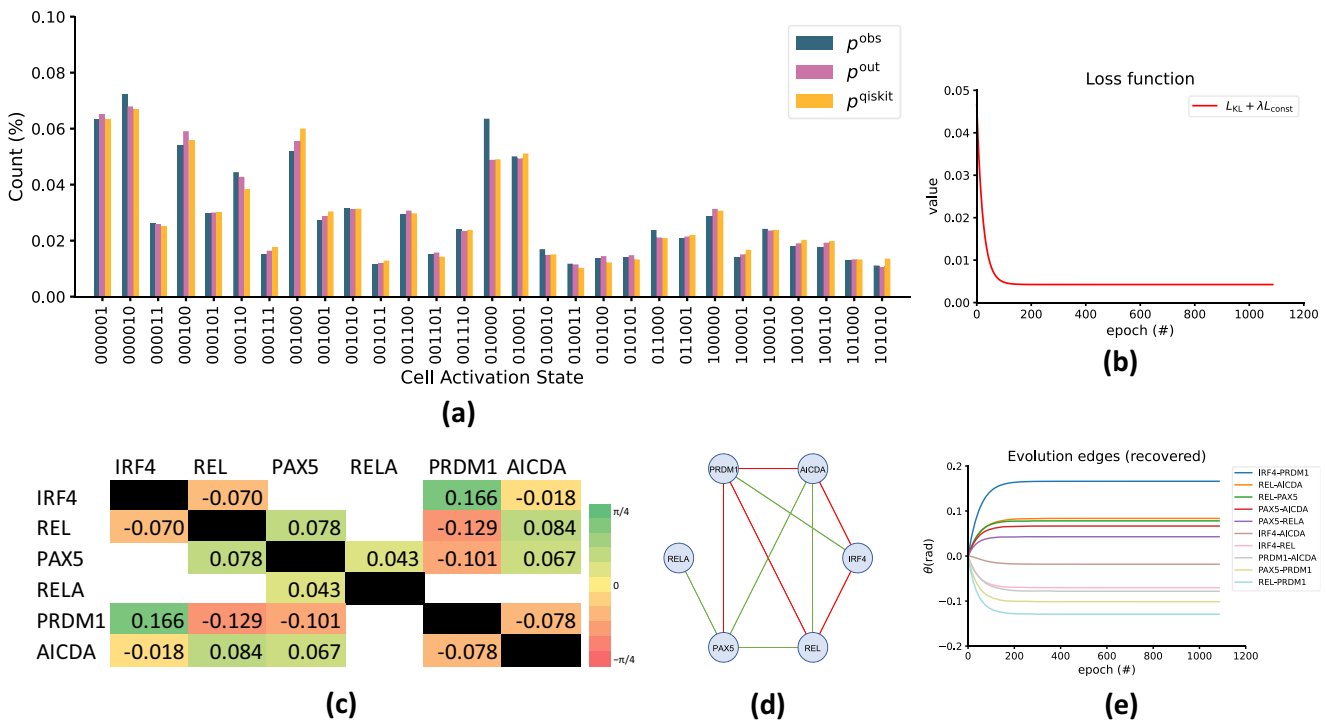 0.10
0.08
0.06
0.04
0.02
0.00
Count (%)
p^obs
p^out
p^qiskit
000001
000010
000011
000100
000101
000110
000111
001000
001001
001010
001011
001100
001101
001110
010000
010001
010010
010011
010100
010101
011000
011001
100000
100001
100010
100100
100110
101000
101010
Cell Activation State
(a)
Loss function
L_KL + λL_const
0.05
0.04
0.03
0.02
0.01
0.00
value
0 200 400 600 800 1000 1200
epoch (#)
(b)
IRF4 REL PAX5 RELA PRDM1 AICDA
IRF4 -0.070 0.166 -0.018
REL -0.070 0.078 -0.129 0.084
PAX5 0.078 0.043 -0.101 0.067
RELA 0.043
PRDM1 0.166 -0.129 -0.101 -0.078
AICDA -0.018 0.084 0.067 -0.078
π/4
0
−π/4
(c)
PRDM1 AICDA
RELA IRF4
PAX5 REL
(d)
Evolution edges (recovered)
0.2
0.1
0.0
−0.1
−0.2
θ(rad)
0 200 400 600 800 1000 1200
epoch (#)
IRF4-PRDM1
REL-AICDA
REL-PAX5
PAX5-AICDA
PAX5-RELA
IRF4-AICDA
IRF4-REL
PRDM1-AICDA
PAX5-PRDM1
REL-PRDM1
(e)